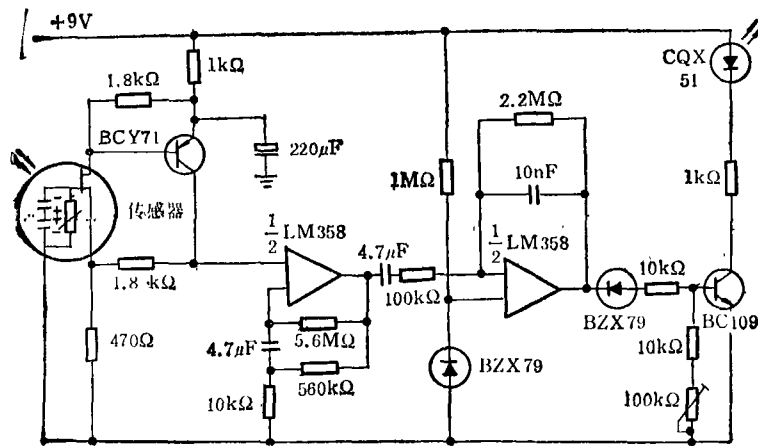 +9V
1kΩ
1.8kΩ
BCY71
220μF
传感器
1.8 kΩ
470Ω
1/2 LM358
4.7μF
5.6MΩ
560kΩ
10kΩ
4.7μF
100kΩ
1MΩ
2.2MΩ
10nF
1/2 LM358
BZX79
BZX79
10kΩ
10kΩ
100kΩ
CQX
51
1kΩ
BC109